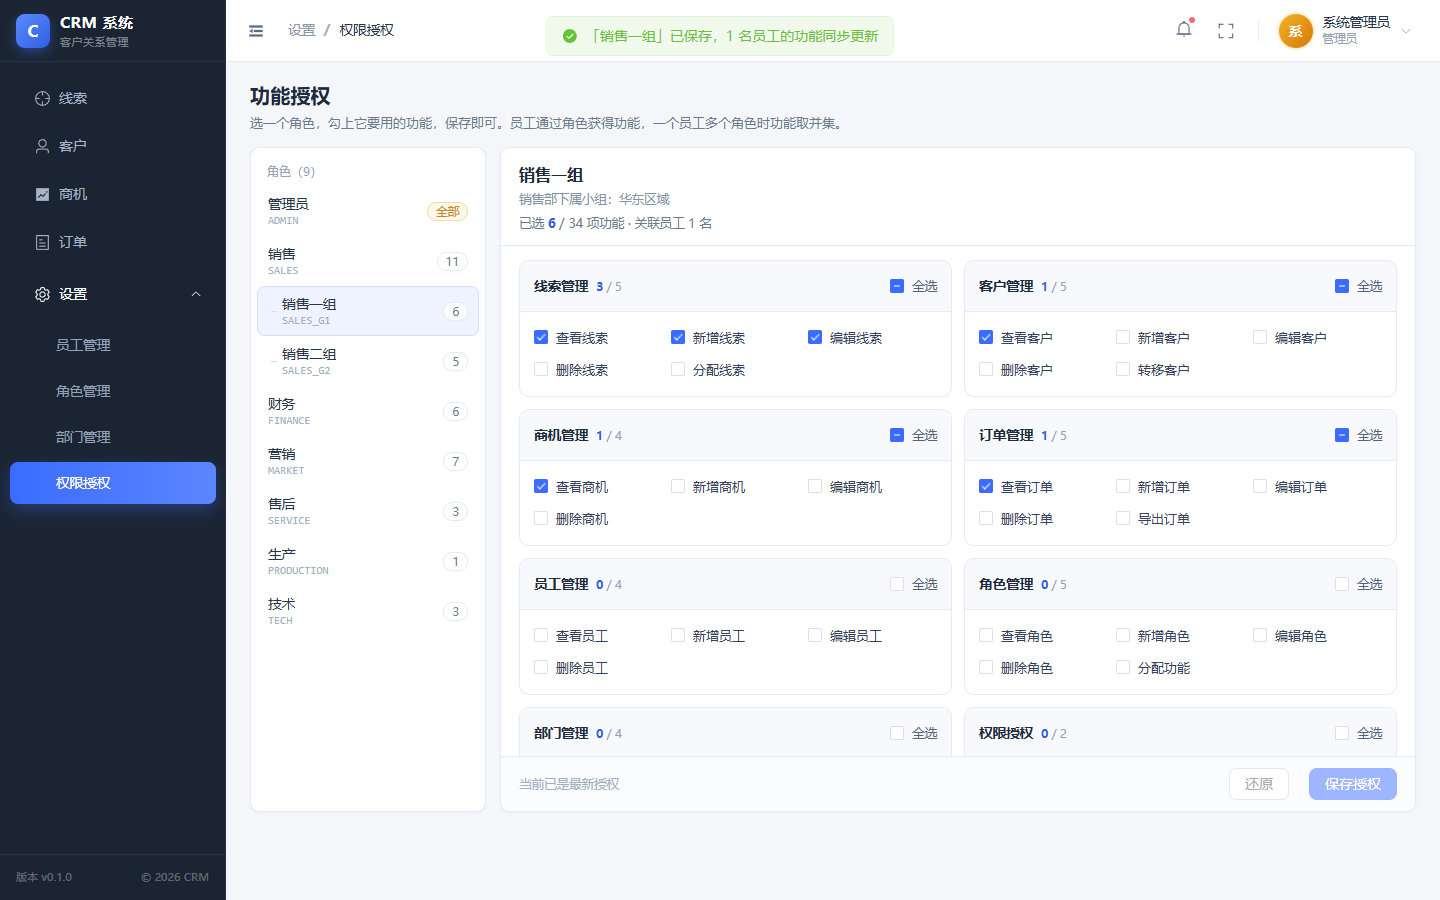 C
CRM 系统
客户关系管理
线索
客户
商机
订单
设置
员工管理
角色管理
部门管理
权限授权
版本 v0.1.0
© 2026 CRM
设置 / 权限授权
「销售一组」已保存，1 名员工的功能同步更新
系
系统管理员
管理员
功能授权
选一个角色，勾上它要用的功能，保存即可。员工通过角色获得功能，一个员工多个角色时功能取并集。
角色（9）
管理员
ADMIN
全部
销售
SALES
11
销售一组
SALES_G1
6
销售二组
SALES_G2
5
财务
FINANCE
6
营销
MARKET
7
售后
SERVICE
3
生产
PRODUCTION
1
技术
TECH
3
销售一组
销售部下属小组：华东区域
已选 6 / 34 项功能 · 关联员工 1 名
线索管理 3 / 5 全选
查看线索 新增线索 编辑线索
删除线索 分配线索
客户管理 1 / 5 全选
查看客户 新增客户 编辑客户
删除客户 转移客户
商机管理 1 / 4 全选
查看商机 新增商机 编辑商机
删除商机
订单管理 1 / 5 全选
查看订单 新增订单 编辑订单
删除订单 导出订单
员工管理 0 / 4 全选
查看员工 新增员工 编辑员工
删除员工
角色管理 0 / 5 全选
查看角色 新增角色 编辑角色
删除角色 分配功能
部门管理 0 / 4 全选
权限授权 0 / 2 全选
当前已是最新授权
还原
保存授权